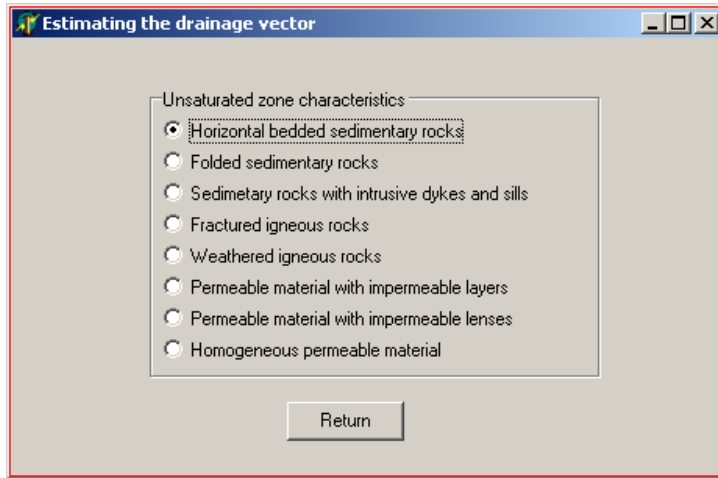 Estimating the drainage vector
Unsaturated zone characteristics
Horizontal bedded sedimentary rocks
Folded sedimentary rocks
Sedimetary rocks with intrusive dykes and sills
Fractured igneous rocks
Weathered igneous rocks
Permeable material with impermeable layers
Permeable material with impermeable lenses
Homogeneous permeable material
Return